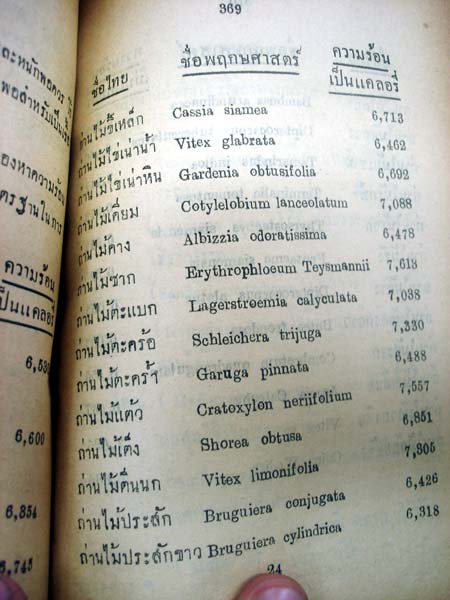 369
ชื่อไทย ชื่อพฤกษศาสตร์ ความร้อน
เป็นแคลอรี่
ถ่านไม้ขี้เหล็ก Cassia siamea 6,713
ถ่านไม้ไข่เน่าน้ำ Vitex glabrata 6,462
ถ่านไม้ไข่เน่าหิน Gardenia obtusifolia 6,692
ถ่านไม้เคี่ยม Cotylelobium lanceolatum 7,088
ถ่านไม้คาง Albizzia odoratissima 6,478
ถ่านไม้ซาก Erythrophloeum Teysmannii 7,613
ถ่านไม้ตะแบก Lagerstroemia calyculata 7,038
ถ่านไม้ตะคร้อ Schleichera trijuga 7,330
ถ่านไม้ตะคร้ำ Garuga pinnata 6,488
ถ่านไม้แต้ว Cratoxylon neriifolium 7,557
ถ่านไม้เต็ง Shorea obtusa 6,851
ถ่านไม้ตีนนก Vitex limonifolia 7,305
ถ่านไม้ประสัก Bruguiera conjugata 6,426
ถ่านไม้ประสักขาว Bruguiera cylindrica 6,318
24
ความร้อน
เป็นแคลอรี่
6,600
6,354
6,745